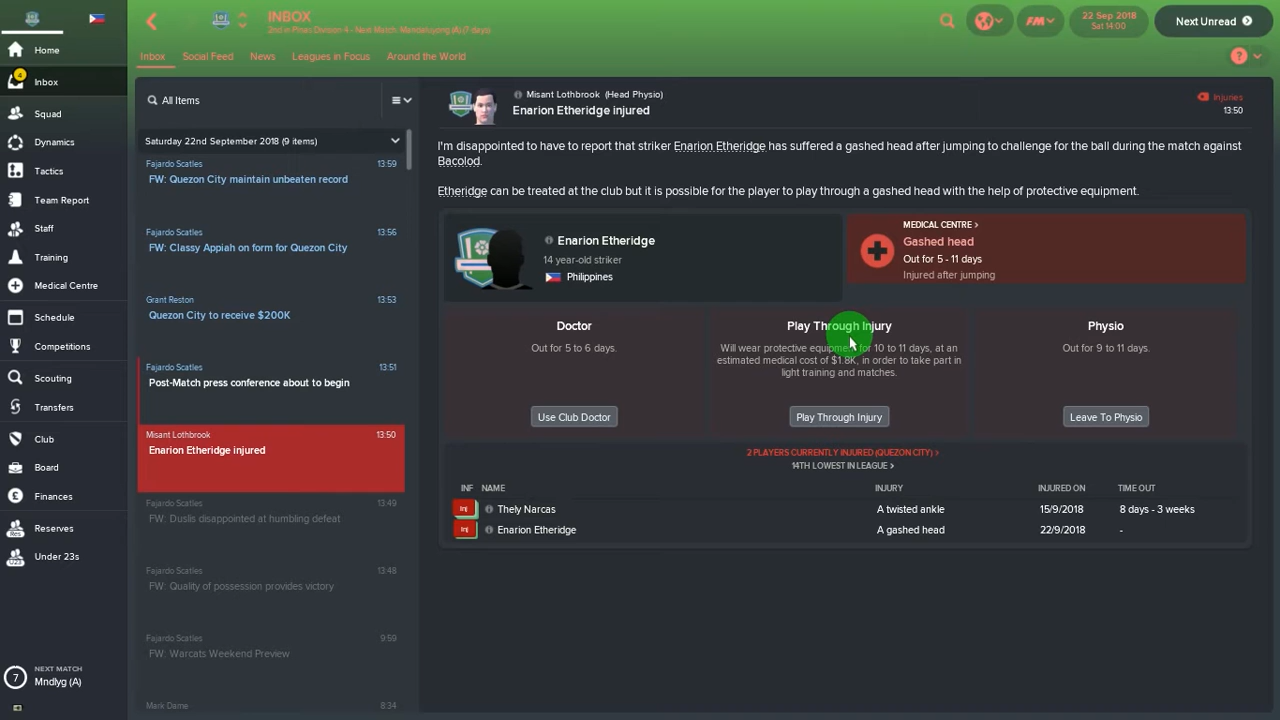 INBOX
2nd in Pinas Division 4 - Next Match: Mandaluyong (A) (7 days)
FM
22 Sep 2018
Sat 14:00
Next Unread
Inbox
Social Feed
News
Leagues in Focus
Around the World
?
Home
4
Inbox
Squad
Dynamics
Tactics
Team Report
Staff
Training
Medical Centre
Schedule
Competitions
Scouting
Transfers
Club
Board
Finances
Res
Reserves
U23
Under 23s
7
NEXT MATCH
Mndlyg (A)
All Items
Saturday 22nd September 2018 (9 items)
Fajardo Scatles 13:59
FW: Quezon City maintain unbeaten record
Fajardo Scatles 13:56
FW: Classy Appiah on form for Quezon City
Grant Reston 13:53
Quezon City to receive $200K
Fajardo Scatles 13:51
Post-Match press conference about to begin
Misant Lothbrook 13:50
Enarion Etheridge injured
Fajardo Scatles 13:49
FW: Duslis disappointed at humbling defeat
Fajardo Scatles 13:48
FW: Quality of possession provides victory
Fajardo Scatles 9:59
FW: Warcats Weekend Preview
Mark Dame 8:34
Misant Lothbrook (Head Physio)
Enarion Etheridge injured
Injuries
13:50
I'm disappointed to have to report that striker Enarion Etheridge has suffered a gashed head after jumping to challenge for the ball during the match against
Bacolod.
Etheridge can be treated at the club but it is possible for the player to play through a gashed head with the help of protective equipment.
Enarion Etheridge
14 year-old striker
Philippines
MEDICAL CENTRE >
Gashed head
Out for 5 - 11 days
Injured after jumping
Doctor
Out for 5 to 6 days.
Use Club Doctor
Play Through Injury
Will wear protective equipment for 10 to 11 days, at an
estimated medical cost of $1.8K, in order to take part in
light training and matches.
Play Through Injury
Physio
Out for 9 to 11 days.
Leave To Physio
2 PLAYERS CURRENTLY INJURED (QUEZON CITY) >
14TH LOWEST IN LEAGUE >
INF NAME INJURY INJURED ON TIME OUT
Inj Thely Narcas A twisted ankle 15/9/2018 8 days - 3 weeks
Inj Enarion Etheridge A gashed head 22/9/2018 -